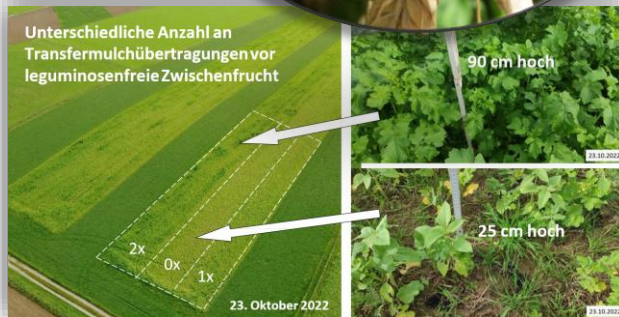 Unterschiedliche Anzahl an
Transfermulchübertragungen vor
leguminosenfreie Zwischenfrucht
2x
0x
1x
23. Oktober 2022
90 cm hoch
23.10.2022
25 cm hoch
23.10.2022